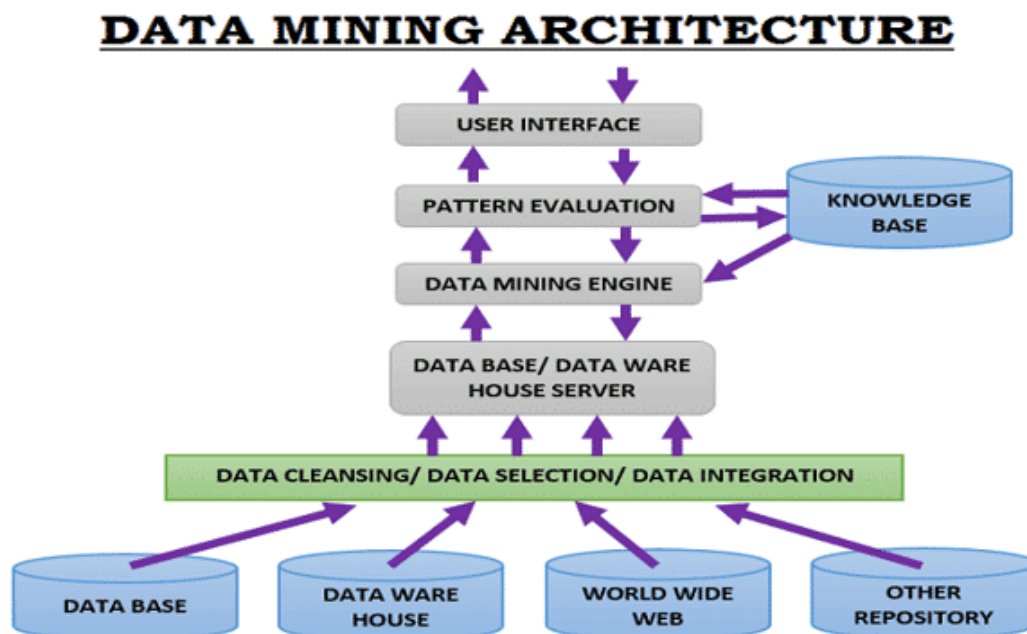 DATA MINING ARCHITECTURE
USER INTERFACE
PATTERN EVALUATION
KNOWLEDGE
BASE
DATA MINING ENGINE
DATA BASE/ DATA WARE
HOUSE SERVER
DATA CLEANSING/ DATA SELECTION/ DATA INTEGRATION
DATA BASE
DATA WARE
HOUSE
WORLD WIDE
WEB
OTHER
REPOSITORY